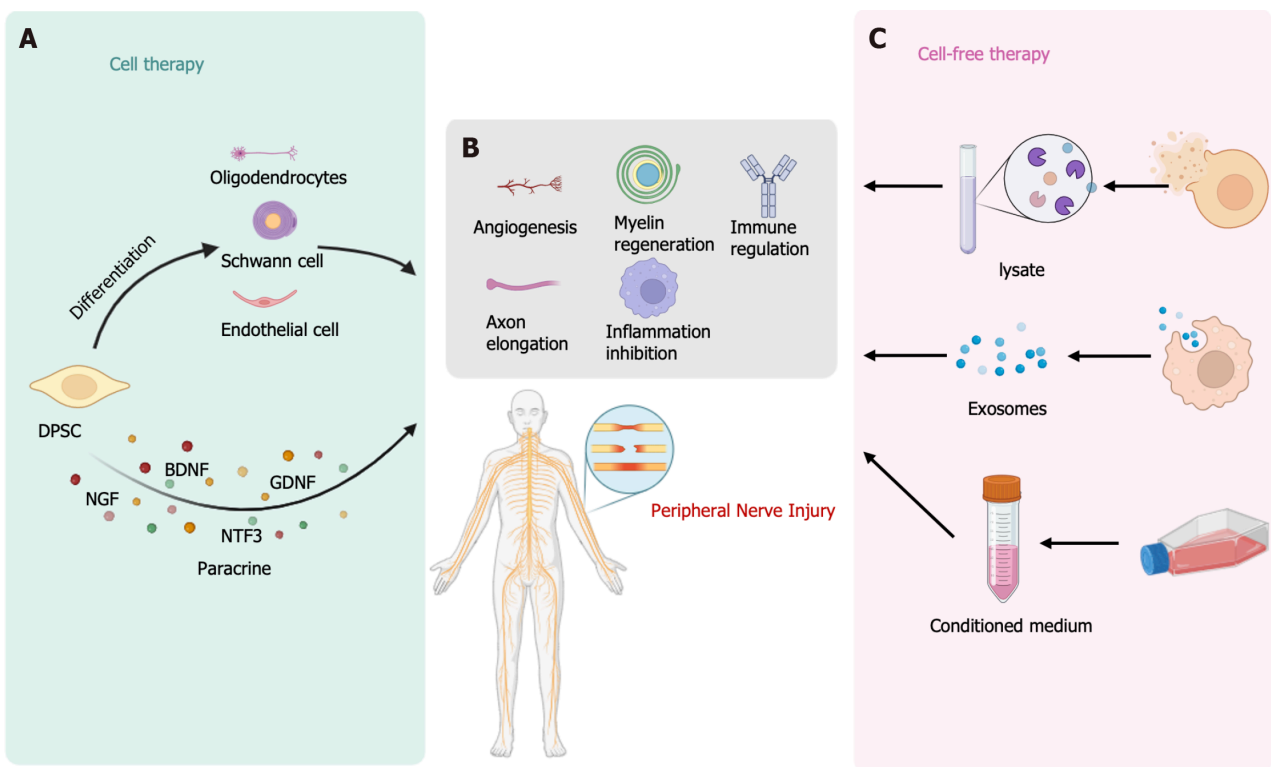 A
Cell therapy
Oligodendrocytes
Schwann cell
Differentiation
Endothelial cell
DPSC
BDNF
GDNF
NGF
NTF3
Paracrine
B
Angiogenesis
Myelin
regeneration
Immune
regulation
Axon
elongation
Inflammation
inhibition
Peripheral Nerve Injury
C
Cell-free therapy
lysate
Exosomes
Conditioned medium